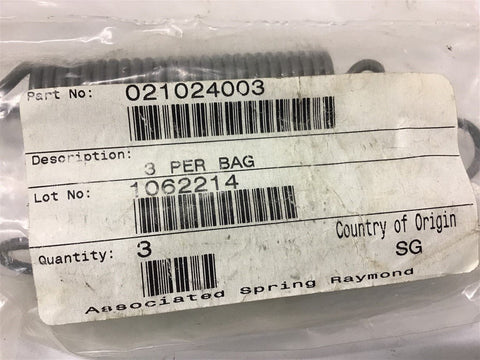 Part No: 021024003
Description: 3 PER BAG
Lot No: 1062214
Quantity: 3
Country of Origin
SG
Associated Spring Raymond